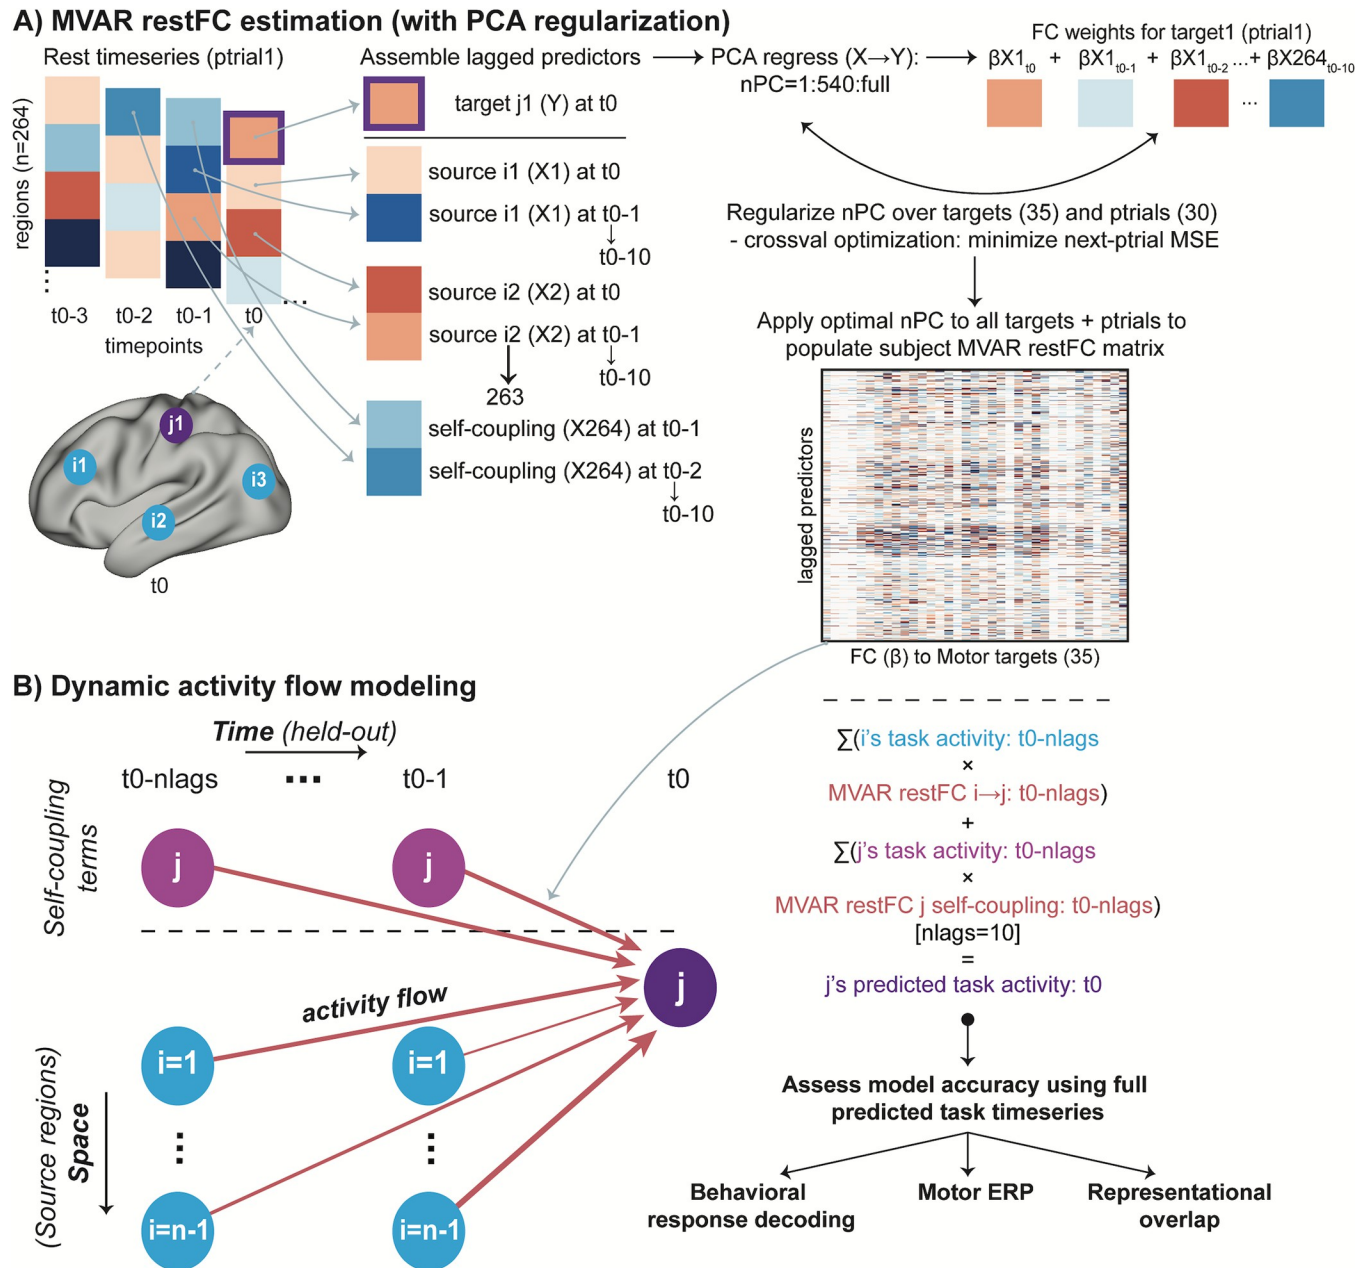 A) MVAR restFC estimation (with PCA regularization)
Rest timeseries (ptrial1)
regions (n=264)
t0-3
t0-2
t0-1
t0
...
timepoints
j1
i1
i2
i3
t0
Assemble lagged predictors
target j1 (Y) at t0
source i1 (X1) at t0
source i1 (X1) at t0-1
↓
t0-10
source i2 (X2) at t0
source i2 (X2) at t0-1
↓
t0-10
263
self-coupling (X264) at t0-1
self-coupling (X264) at t0-2
↓
t0-10
PCA regress (X→Y):
nPC=1:540:full
FC weights for target1 (ptrial1)
βX1t0 + βX1t0-1 + βX1t0-2 ...+ βX264t0-10
...
Regularize nPC over targets (35) and ptrials (30)
- crossval optimization: minimize next-ptrial MSE
Apply optimal nPC to all targets + ptrials to
populate subject MVAR restFC matrix
lagged predictors
FC (β) to Motor targets (35)
B) Dynamic activity flow modeling
Time (held-out)
t0-nlags
...
t0-1
t0
Self-coupling
terms
j
j
j
activity flow
(Source regions)
Space
i=1
i=1
i=n-1
i=n-1
∑(i's task activity: t0-nlags
×
MVAR restFC i→j: t0-nlags)
+
∑(j's task activity: t0-nlags
×
MVAR restFC j self-coupling: t0-nlags)
[nlags=10]
=
j's predicted task activity: t0
Assess model accuracy using full
predicted task timeseries
Behavioral
response decoding
Motor ERP
Representational
overlap